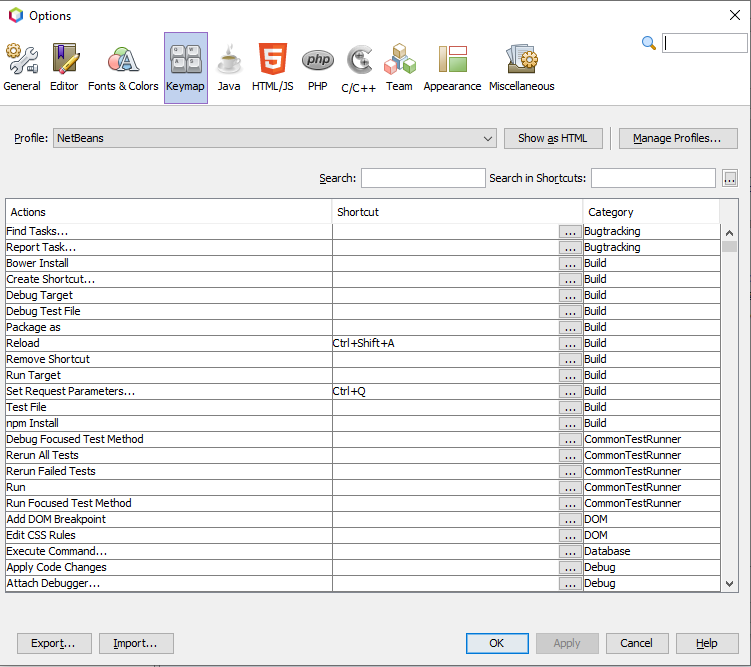 Options
General Editor Fonts & Colors Keymap Java HTML/JS PHP C/C++ Team Appearance Miscellaneous
Profile: NetBeans Show as HTML Manage Profiles...
Search: Search in Shortcuts: ...
Actions Shortcut Category
Find Tasks... ... Bugtracking
Report Task... ... Bugtracking
Bower Install ... Build
Create Shortcut... ... Build
Debug Target ... Build
Debug Test File ... Build
Package as ... Build
Reload Ctrl+Shift+A ... Build
Remove Shortcut ... Build
Run Target ... Build
Set Request Parameters... Ctrl+Q ... Build
Test File ... Build
npm Install ... Build
Debug Focused Test Method ... CommonTestRunner
Rerun All Tests ... CommonTestRunner
Rerun Failed Tests ... CommonTestRunner
Run ... CommonTestRunner
Run Focused Test Method ... CommonTestRunner
Add DOM Breakpoint ... DOM
Edit CSS Rules ... DOM
Execute Command... ... Database
Apply Code Changes ... Debug
Attach Debugger... ... Debug
Export... Import... OK Apply Cancel Help